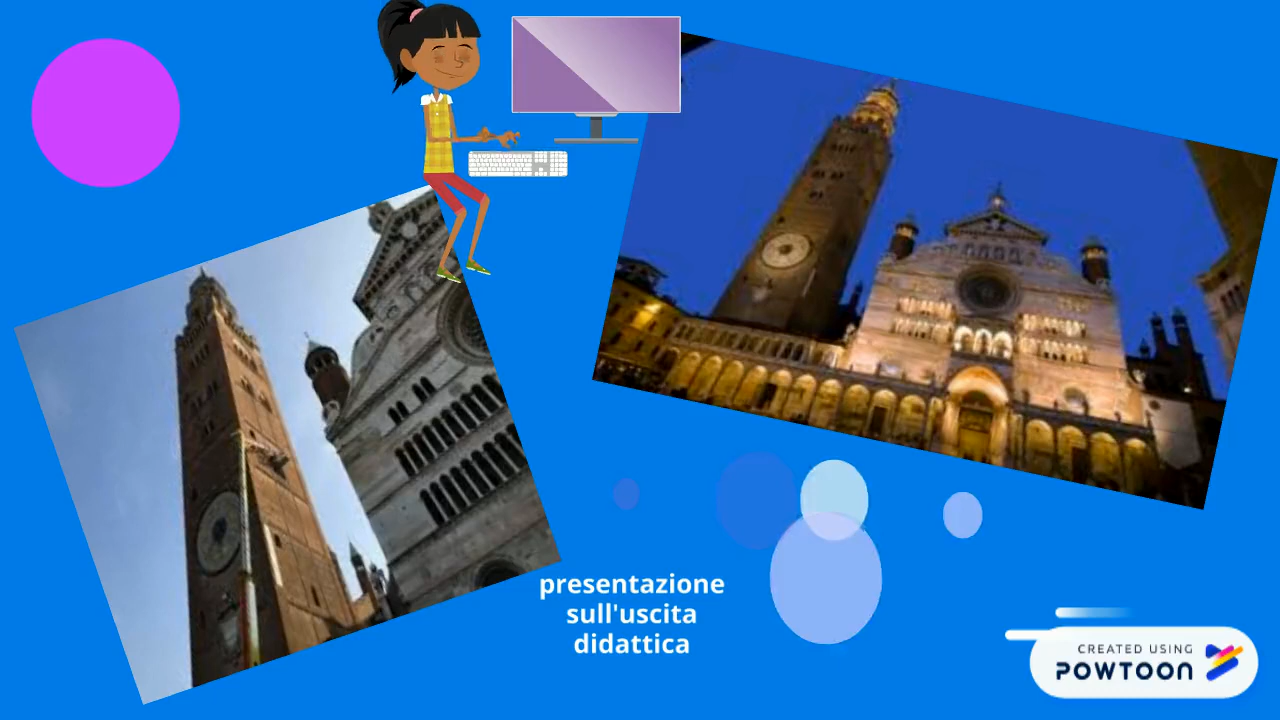 presentazione
sull'uscita
didattica
CREATED USING
POWTOON